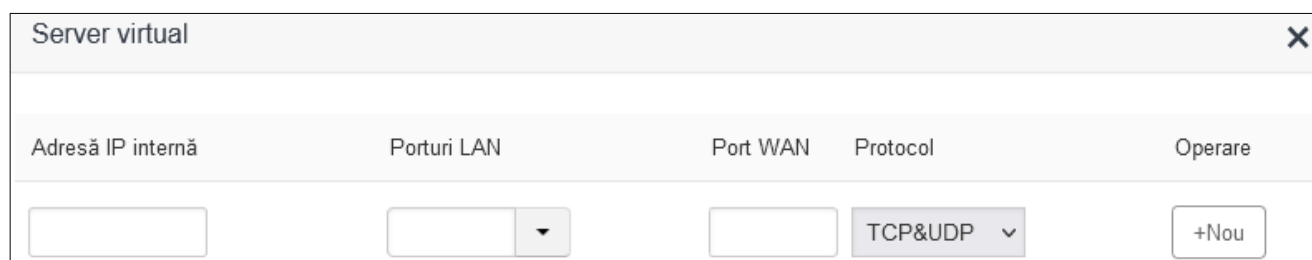 Server virtual
Adresă IP internă Porturi LAN Port WAN Protocol Operare
TCP&UDP +Nou